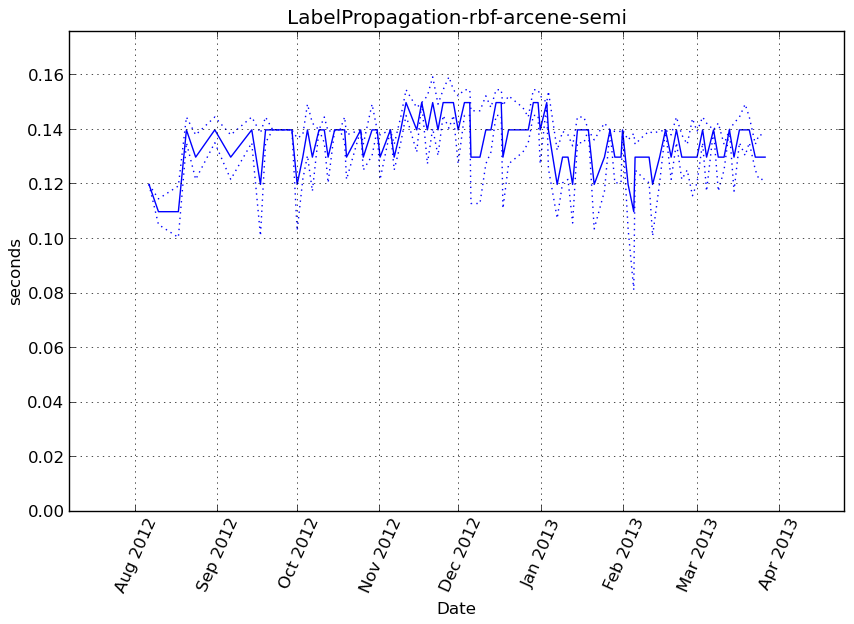 LabelPropagation-rbf-arcene-semi
0.16
0.14
0.12
0.10
0.08
0.06
0.04
0.02
0.00
seconds
Aug 2012
Sep 2012
Oct 2012
Nov 2012
Dec 2012
Jan 2013
Feb 2013
Mar 2013
Apr 2013
Date